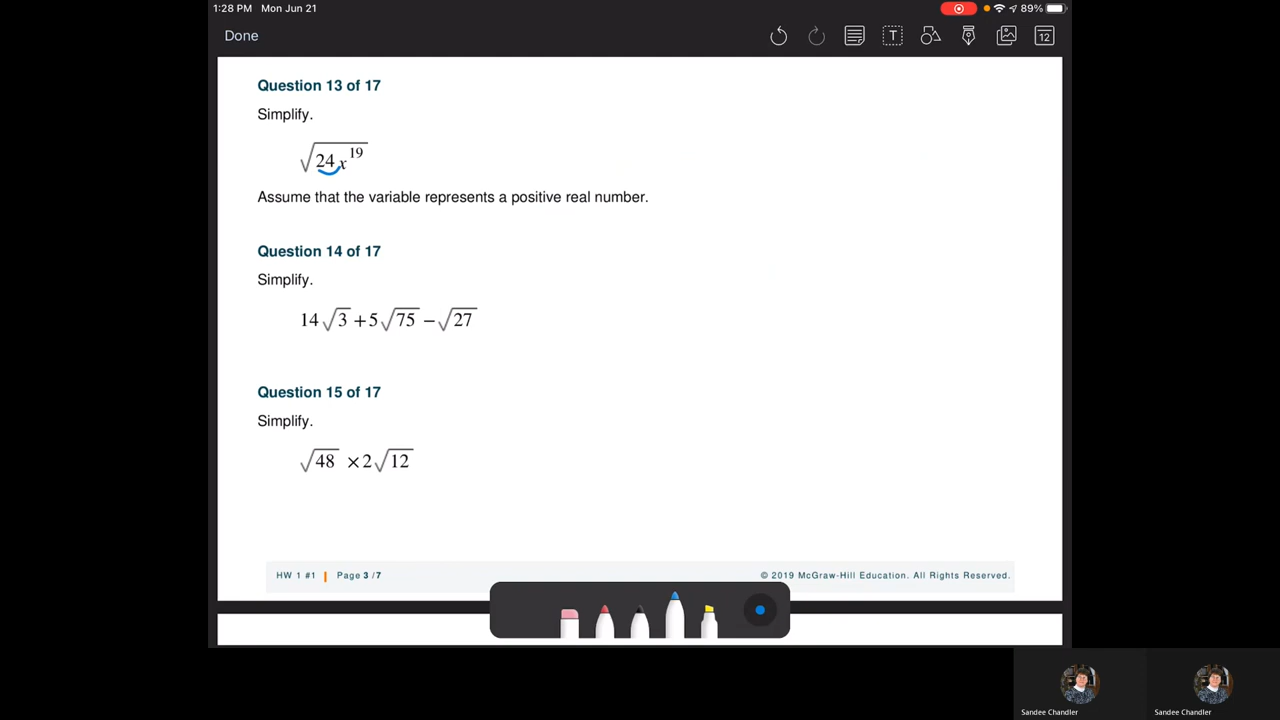 1:28 PM Mon Jun 21 89%
Done 12
Question 13 of 17
Simplify.
√24x¹⁹
Assume that the variable represents a positive real number.
Question 14 of 17
Simplify.
14√3 + 5√75 − √27
Question 15 of 17
Simplify.
√48 × 2√12
HW 1 #1 | Page 3 / 7 © 2019 McGraw-Hill Education. All Rights Reserved.
Sandee Chandler Sandee Chandler